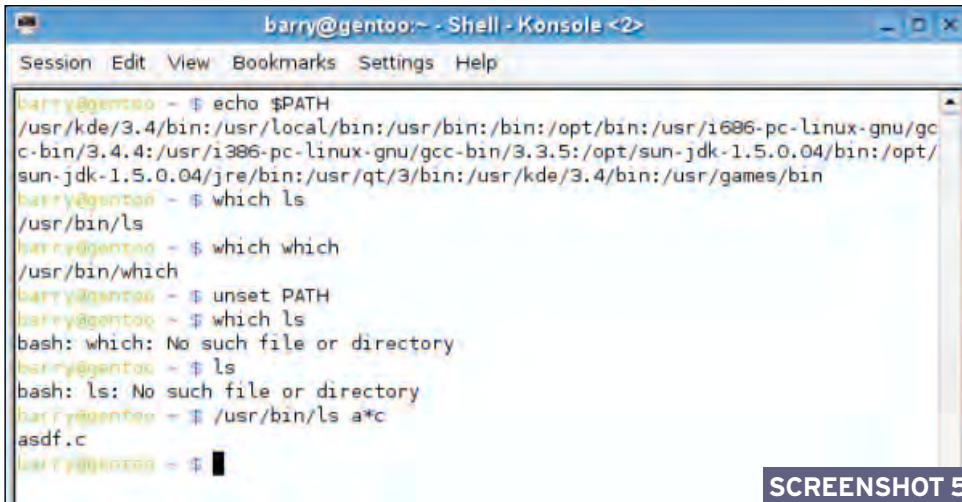 barry@gentoo:~ - Shell - Konsole <2>
Session Edit View Bookmarks Settings Help
barry@gentoo ~ $ echo $PATH
/usr/kde/3.4/bin:/usr/local/bin:/usr/bin:/bin:/opt/bin:/usr/i686-pc-linux-gnu/gc
c-bin/3.4.4:/usr/i386-pc-linux-gnu/gcc-bin/3.3.5:/opt/sun-jdk-1.5.0.04/bin:/opt/
sun-jdk-1.5.0.04/jre/bin:/usr/qt/3/bin:/usr/kde/3.4/bin:/usr/games/bin
barry@gentoo ~ $ which ls
/usr/bin/ls
barry@gentoo ~ $ which which
/usr/bin/which
barry@gentoo ~ $ unset PATH
barry@gentoo ~ $ which ls
bash: which: No such file or directory
barry@gentoo ~ $ ls
bash: ls: No such file or directory
barry@gentoo ~ $ /usr/bin/ls a*c
asdf.c
barry@gentoo ~ $
SCREENSHOT 5